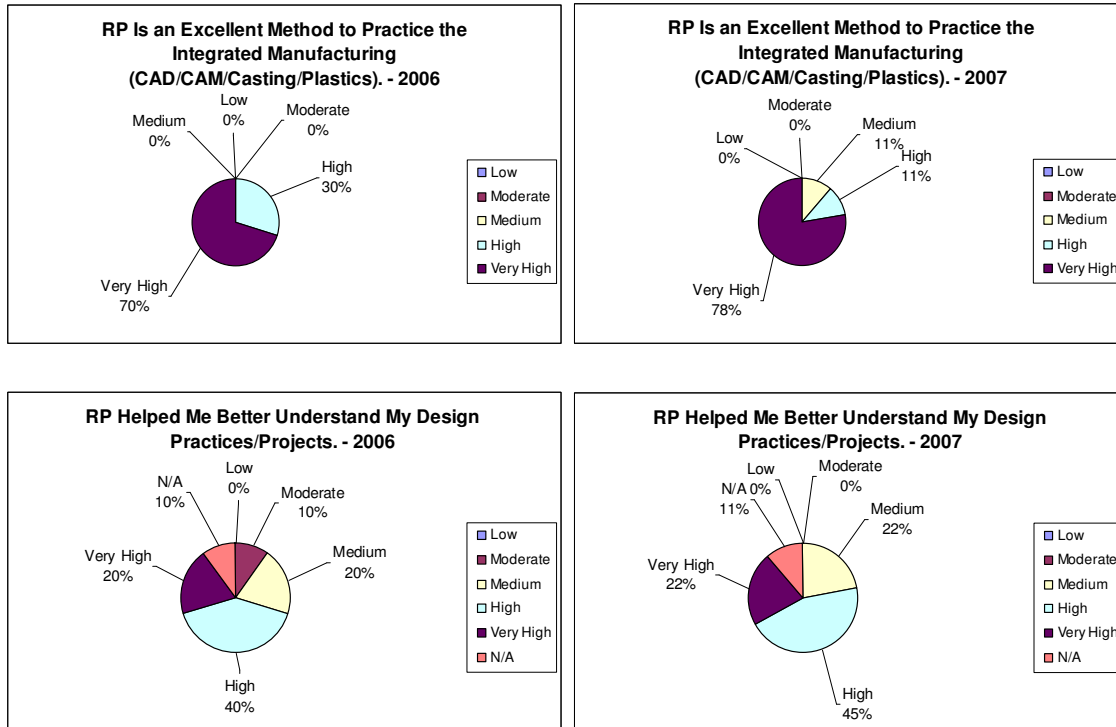 RP Is an Excellent Method to Practice the
Integrated Manufacturing
(CAD/CAM/Casting/Plastics). - 2006
Low
0%
Moderate
0%
Medium
0%
High
30%
Very High
70%
Low
Moderate
Medium
High
Very High
RP Is an Excellent Method to Practice the
Integrated Manufacturing
(CAD/CAM/Casting/Plastics). - 2007
Moderate
0%
Medium
11%
Low
0%
High
11%
Very High
78%
Low
Moderate
Medium
High
Very High
RP Helped Me Better Understand My Design
Practices/Projects. - 2006
Low
0%
N/A
10%
Moderate
10%
Medium
20%
Very High
20%
High
40%
Low
Moderate
Medium
High
Very High
N/A
RP Helped Me Better Understand My Design
Practices/Projects. - 2007
Low
0%
Moderate
0%
N/A
11%
Medium
22%
Very High
22%
High
45%
Low
Moderate
Medium
High
Very High
N/A